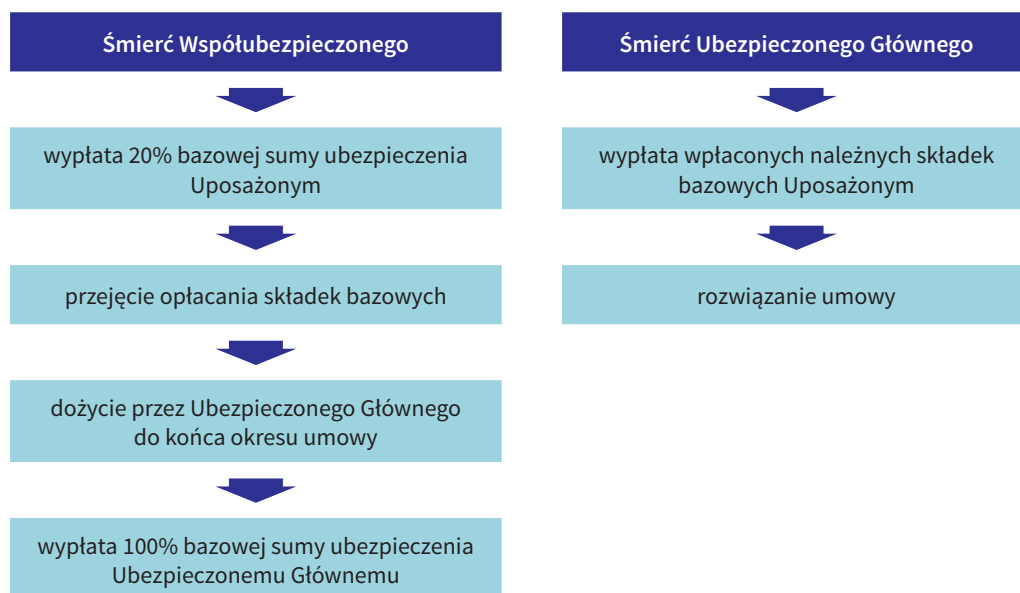 Śmierć Współubezpieczonego
wypłata 20% bazowej sumy ubezpieczenia
Uposażonym
przejęcie opłacania składek bazowych
dożycie przez Ubezpieczonego Głównego
do końca okresu umowy
wypłata 100% bazowej sumy ubezpieczenia
Ubezpieczonemu Głównemu
Śmierć Ubezpieczonego Głównego
wypłata wpłaconych należnych składek
bazowych Uposażonym
rozwiązanie umowy